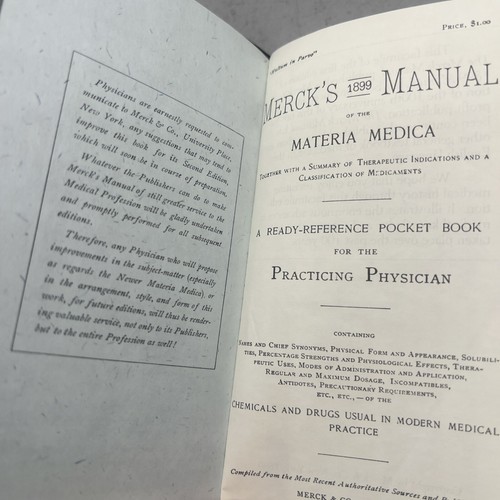 Physicians are earnestly requested to com-
municate to Merck & Co., University Place,
New York, any suggestions that may tend to
improve this book for its Second Edition,
which will soon be in course of preparation.
Whatever the Publishers can do to make
Merck's Manual of still greater service to the
Medical Profession will be gladly undertaken
and promptly performed for all subsequent
editions.
Therefore, any Physician who will propose
improvements in the subject-matter (especially
as regards the Newer Materia Medica), or
in the arrangement, style, and form of this
work, for future editions, will thus be render-
ing valuable service, not only to its Publishers,
but to the entire Profession as well!
Price, $1.00
"Multum in Parvo"
Merck's 1899 Manual
OF THE
Materia Medica
Together with a Summary of Therapeutic Indications and a
Classification of Medicaments
A Ready-Reference Pocket Book
FOR THE
Practicing Physician
CONTAINING
Names and Chief Synonyms, Physical Form and Appearance, Solubili-
ties, Percentage Strengths and Physiological Effects, Thera-
peutic Uses, Modes of Administration and Application,
Regular and Maximum Dosage, Incompatibles,
Antidotes, Precautionary Requirements,
etc., etc.,—of the
Chemicals and Drugs Usual in Modern Medical
Practice
Compiled from the Most Recent Authoritative Sources and
MERCK & CO